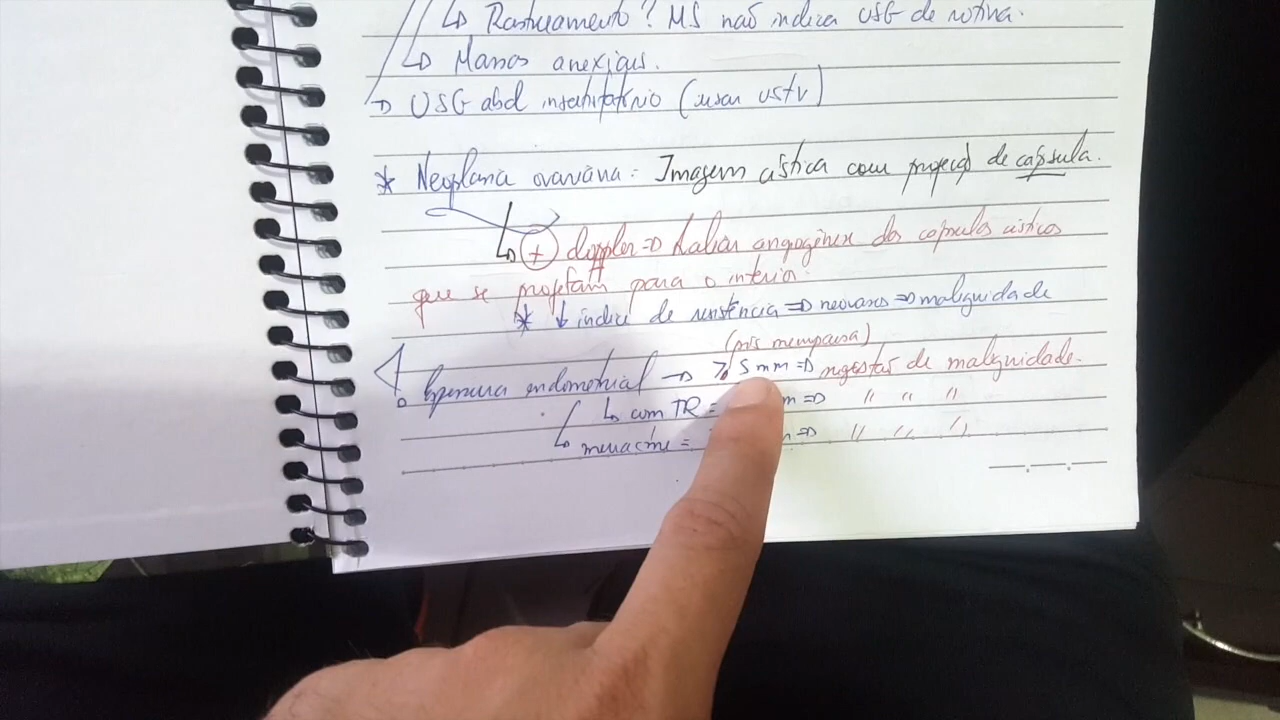 ↳ Rastreamento? MS não indica USG de rotina.
↳ Massas anexiais.
→ USG abd insatisfatório (usar ustv)
* Neoplasia ovariana: Imagem cística com projeção de cápsula.
↳ (+) doppler ⇒ Avaliar angiogênese das cápsulas císticas
que se projetam para o interior.
* ↓ índice de resistência ⇒ neovasos ⇒ malignidade
(pós menopausa)
! Espessura endometrial → ≥ 5 mm ⇒ sugestão de malignidade.
↳ com TR = m ⇒ " " "
↳ menacme = m ⇒ " " "